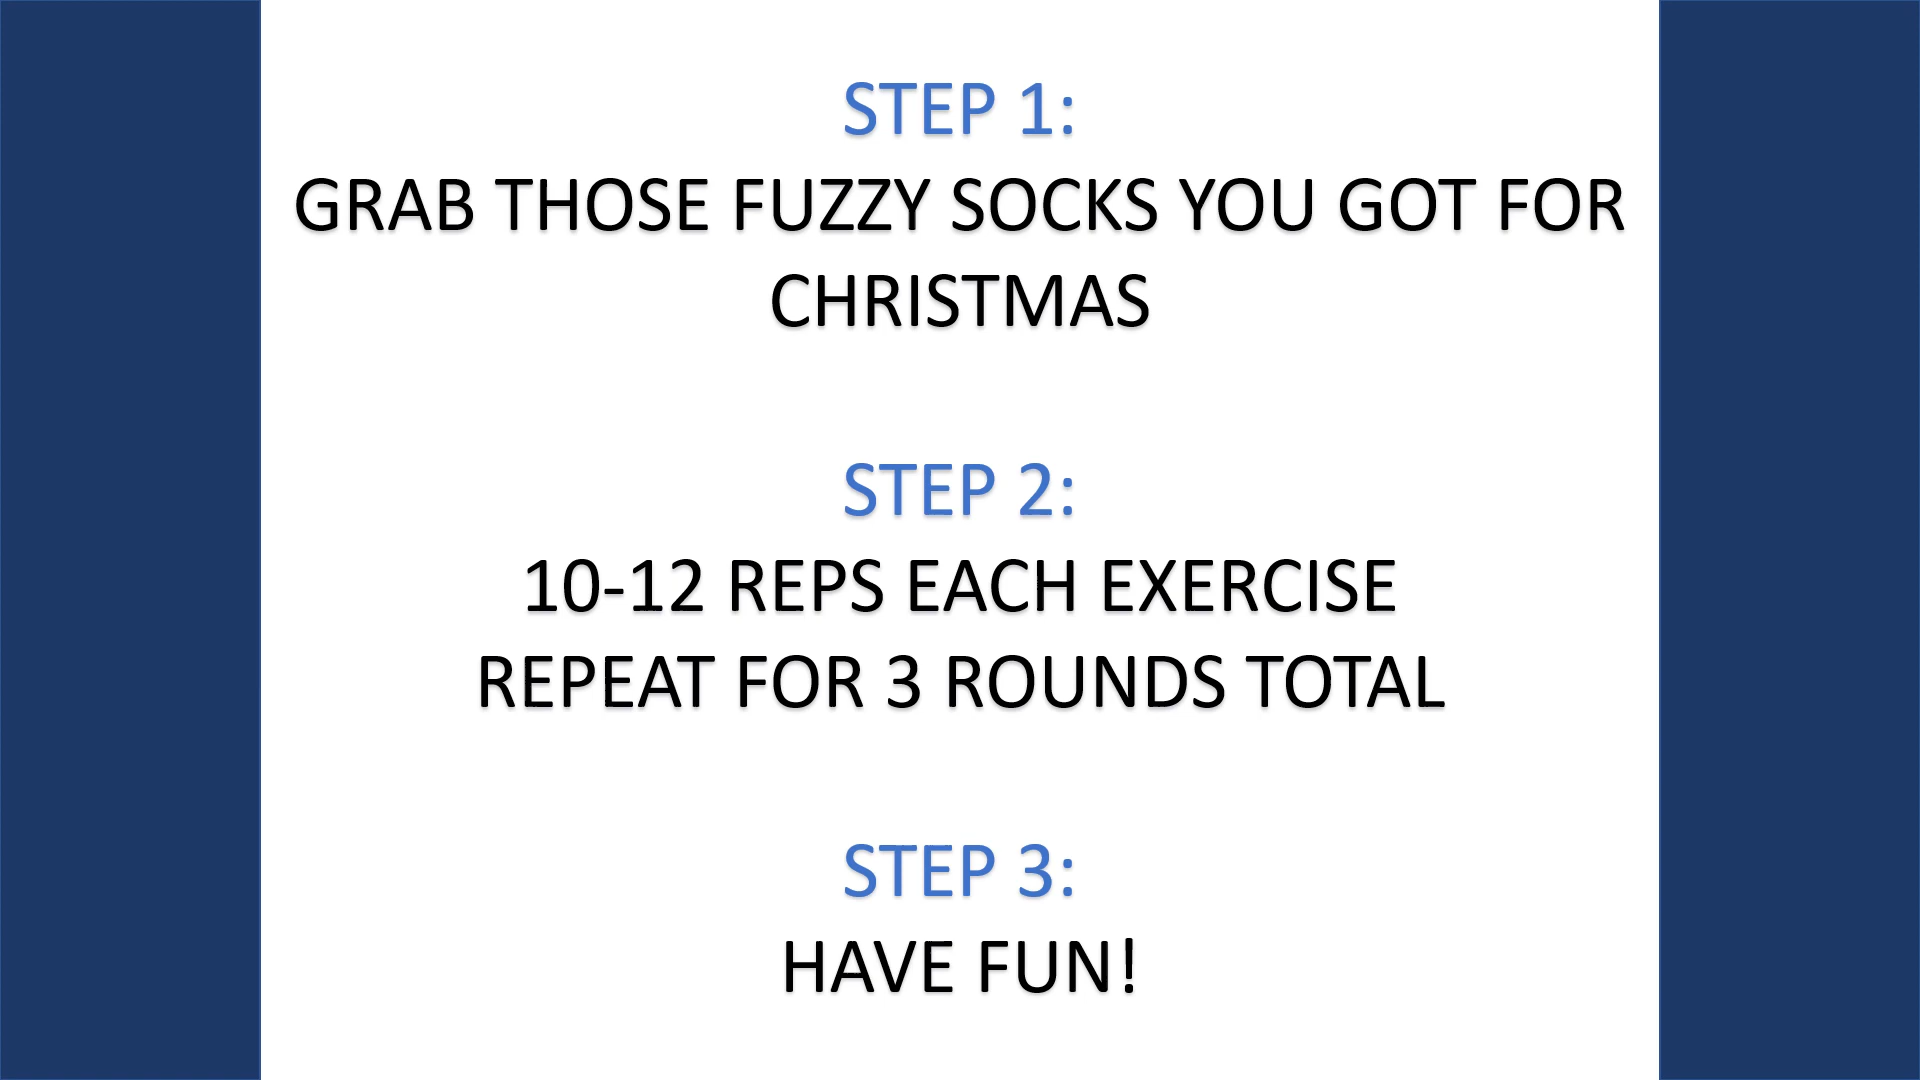 STEP 1:
GRAB THOSE FUZZY SOCKS YOU GOT FOR
CHRISTMAS
STEP 2:
10-12 REPS EACH EXERCISE
REPEAT FOR 3 ROUNDS TOTAL
STEP 3:
HAVE FUN!